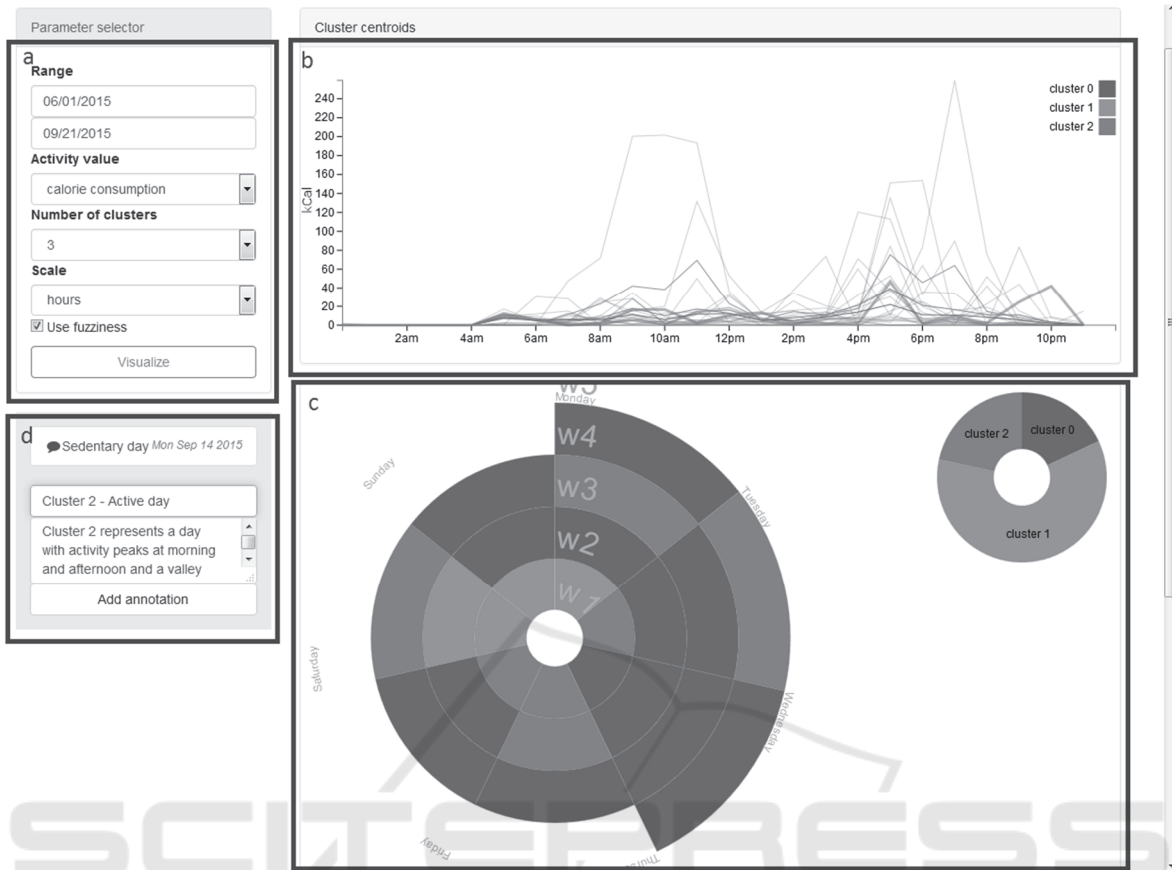 Parameter selector
a
Range
06/01/2015
09/21/2015
Activity value
calorie consumption
Number of clusters
3
Scale
hours
Use fuzziness
Visualize
d
Sedentary day Mon Sep 14 2015
Cluster 2 - Active day
Cluster 2 represents a day
with activity peaks at morning
and afternoon and a valley
Add annotation
Cluster centroids
b
kCal
240
220
200
180
160
140
120
100
80
60
40
20
0
2am 4am 6am 8am 10am 12pm 2pm 4pm 6pm 8pm 10pm
cluster 0
cluster 1
cluster 2
c
w5
Monday
w4
w3
w2
w1
Tuesday
Wednesday
Friday
Saturday
Sunday
cluster 2
cluster 0
cluster 1
SCITEPRESS